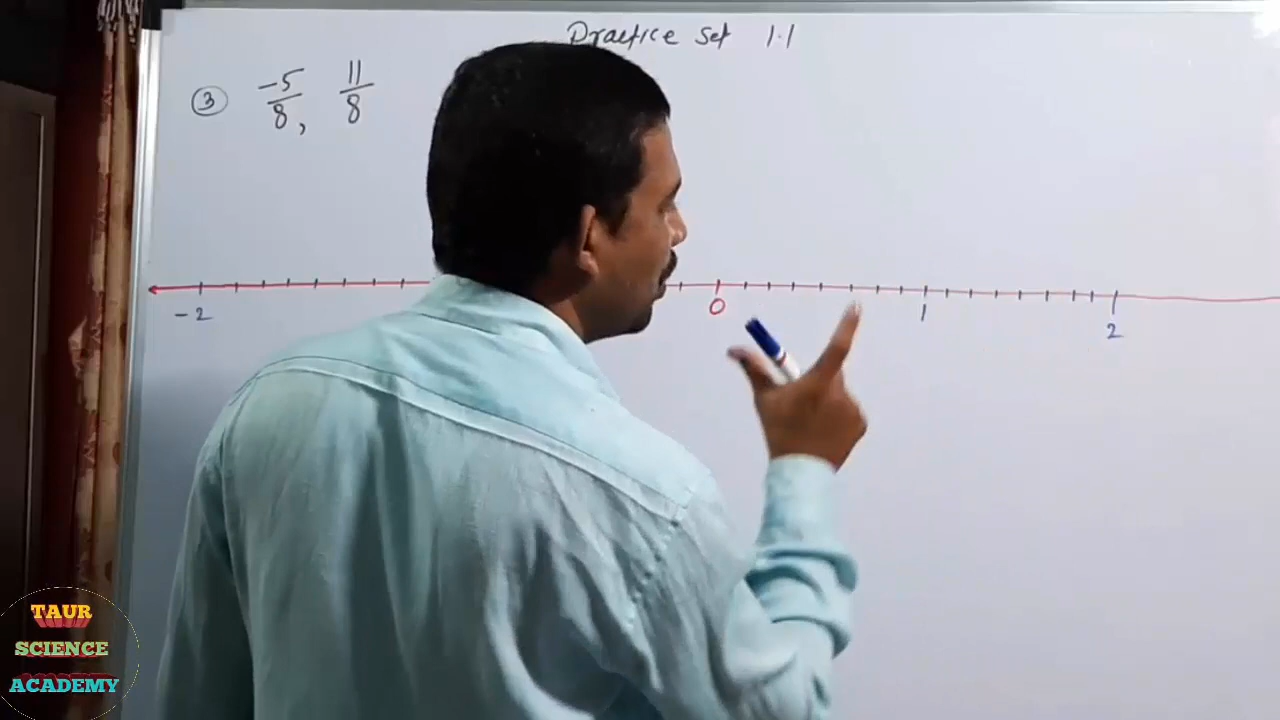 Practice set 1.1
③ -5/8, 11/8
-2 0 1 2
TAUR
SCIENCE
ACADEMY